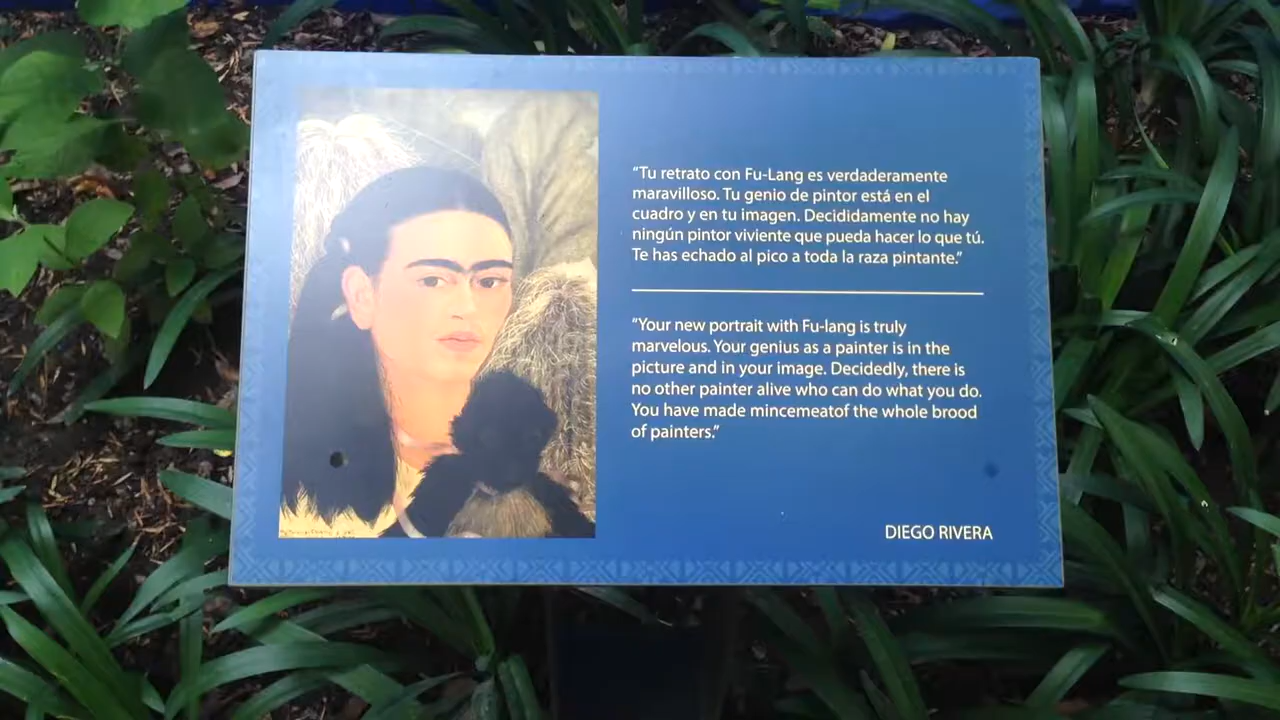 “Tu retrato con Fu-Lang es verdaderamente
maravilloso. Tu genio de pintor está en el
cuadro y en tu imagen. Decididamente no hay
ningún pintor viviente que pueda hacer lo que tú.
Te has echado al pico a toda la raza pintante.”
“Your new portrait with Fu-lang is truly
marvelous. Your genius as a painter is in the
picture and in your image. Decidedly, there is
no other painter alive who can do what you do.
You have made mincemeatof the whole brood
of painters.”
DIEGO RIVERA